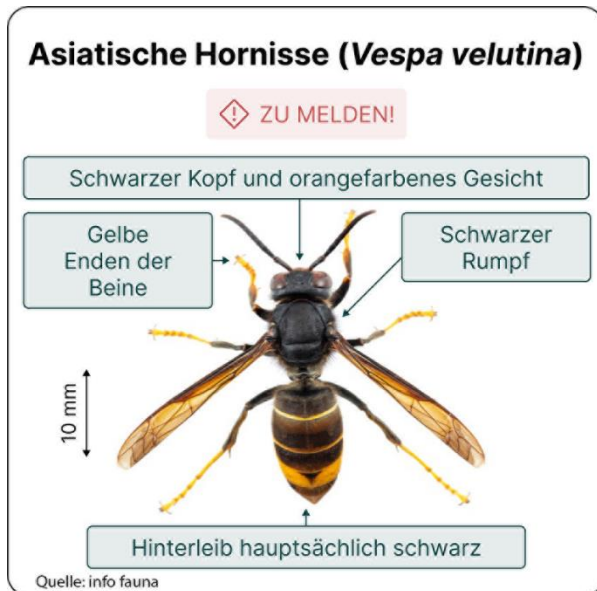 Asiatische Hornisse (Vespa velutina)
ZU MELDEN!
Schwarzer Kopf und orangefarbenes Gesicht
Gelbe
Enden der
Beine
Schwarzer
Rumpf
10 mm
Hinterleib hauptsächlich schwarz
Quelle: info fauna